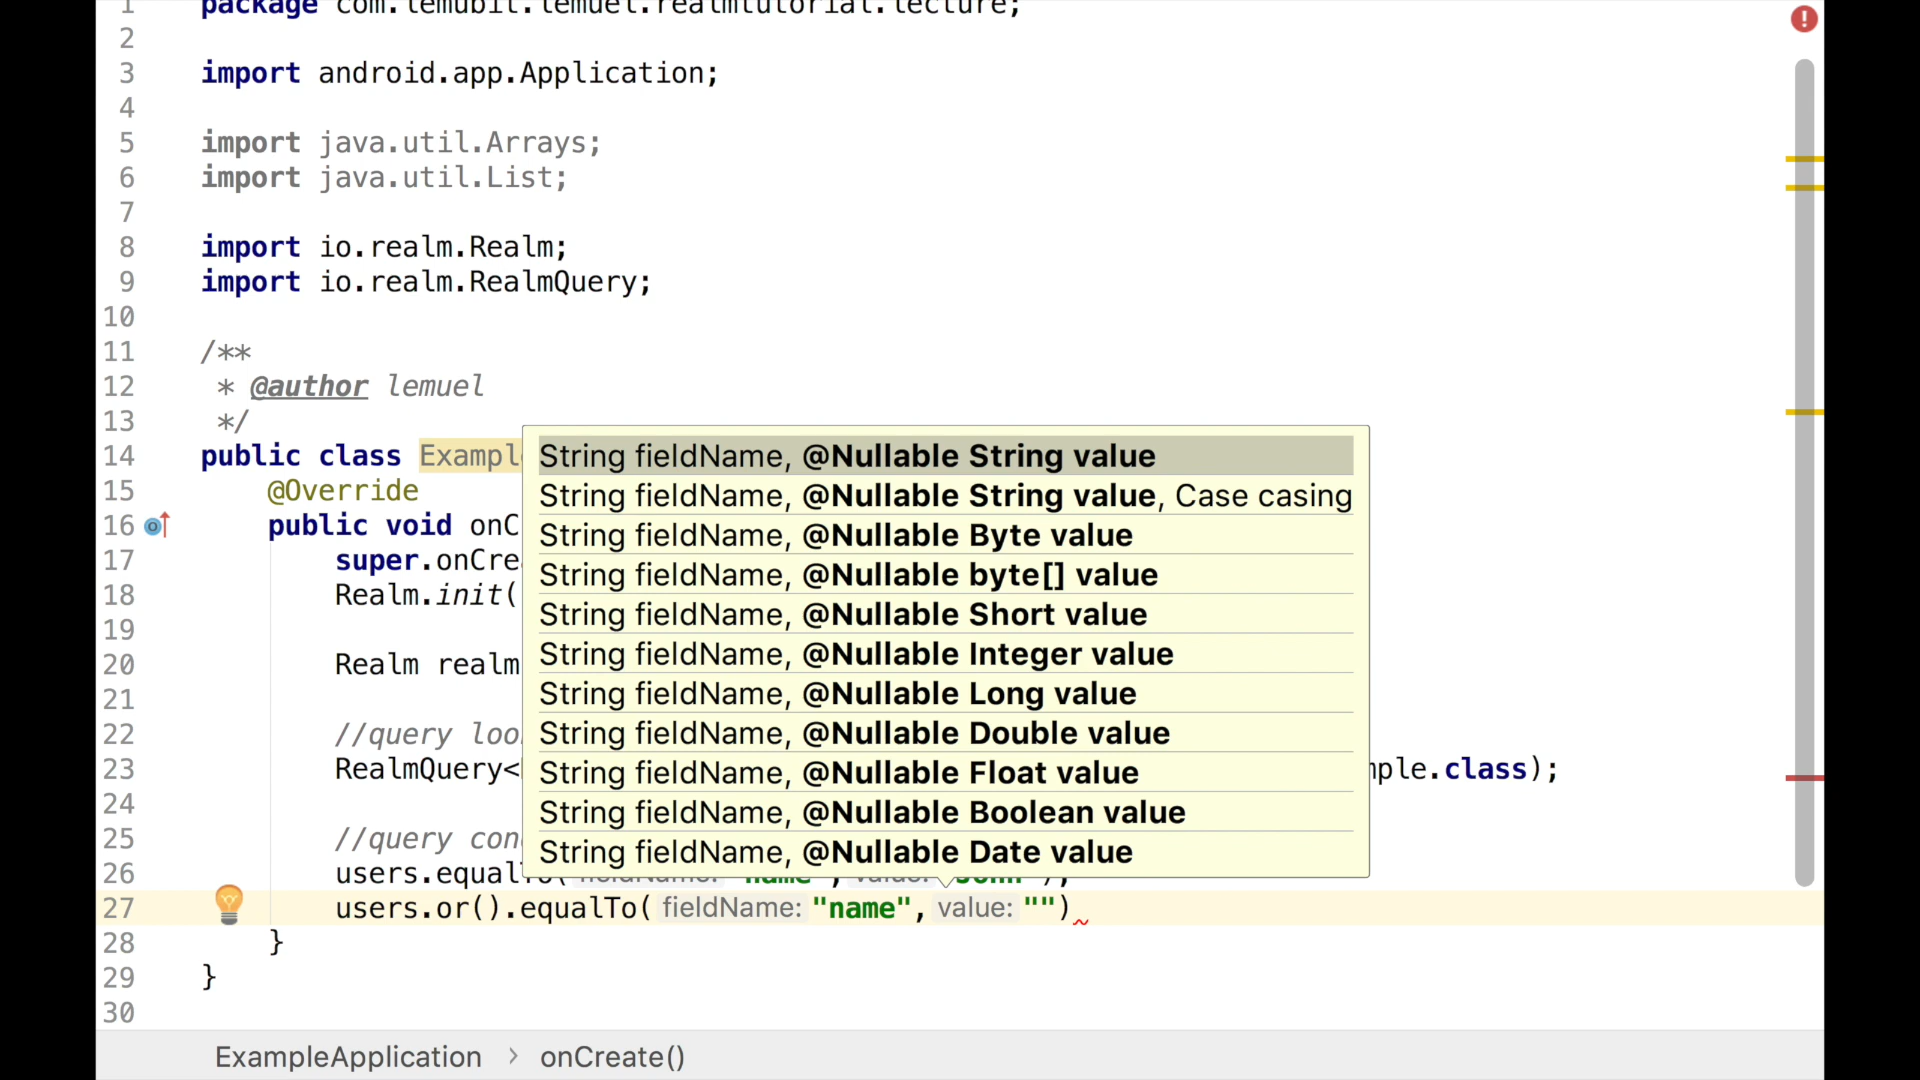 1 package com.lemubit.lemuel.realmtutorial.lecture;
2
3 import android.app.Application;
4
5 import java.util.Arrays;
6 import java.util.List;
7
8 import io.realm.Realm;
9 import io.realm.RealmQuery;
10
11 /**
12 * @author lemuel
13 */
14 public class Exampl
15 @Override
16 public void onC
17 super.onCre
18 Realm.init(
19
20 Realm realm
21
22 //query loo
23 RealmQuery< mple.class);
24
25 //query con
26 users.equalTo( fieldName: "name", value: "John");
27 users.or().equalTo( fieldName: "name", value: "")
28 }
29 }
30
String fieldName, @Nullable String value
String fieldName, @Nullable String value, Case casing
String fieldName, @Nullable Byte value
String fieldName, @Nullable byte[] value
String fieldName, @Nullable Short value
String fieldName, @Nullable Integer value
String fieldName, @Nullable Long value
String fieldName, @Nullable Double value
String fieldName, @Nullable Float value
String fieldName, @Nullable Boolean value
String fieldName, @Nullable Date value
ExampleApplication › onCreate()